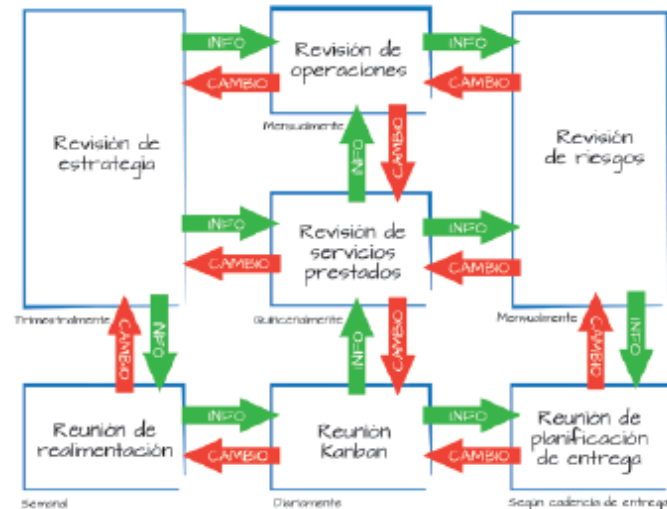 INFO
Revisión de
operaciones
INFO
CAMBIO
CAMBIO
Mensualmente
Revisión de
estrategia
Revisión
de riesgos
INFO
CAMBIO
INFO
Revisión de
servicios
prestados
INFO
CAMBIO
CAMBIO
Trimestralmente
Quincenalmente
Mensualmente
CAMBIO
INFO
INFO
CAMBIO
CAMBIO
INFO
Reunión de
realimentación
INFO
Reunión
Kanban
INFO
Reunión de
planificación
de entrega
CAMBIO
CAMBIO
Semanal
Diariamente
Según cadencia de entrega